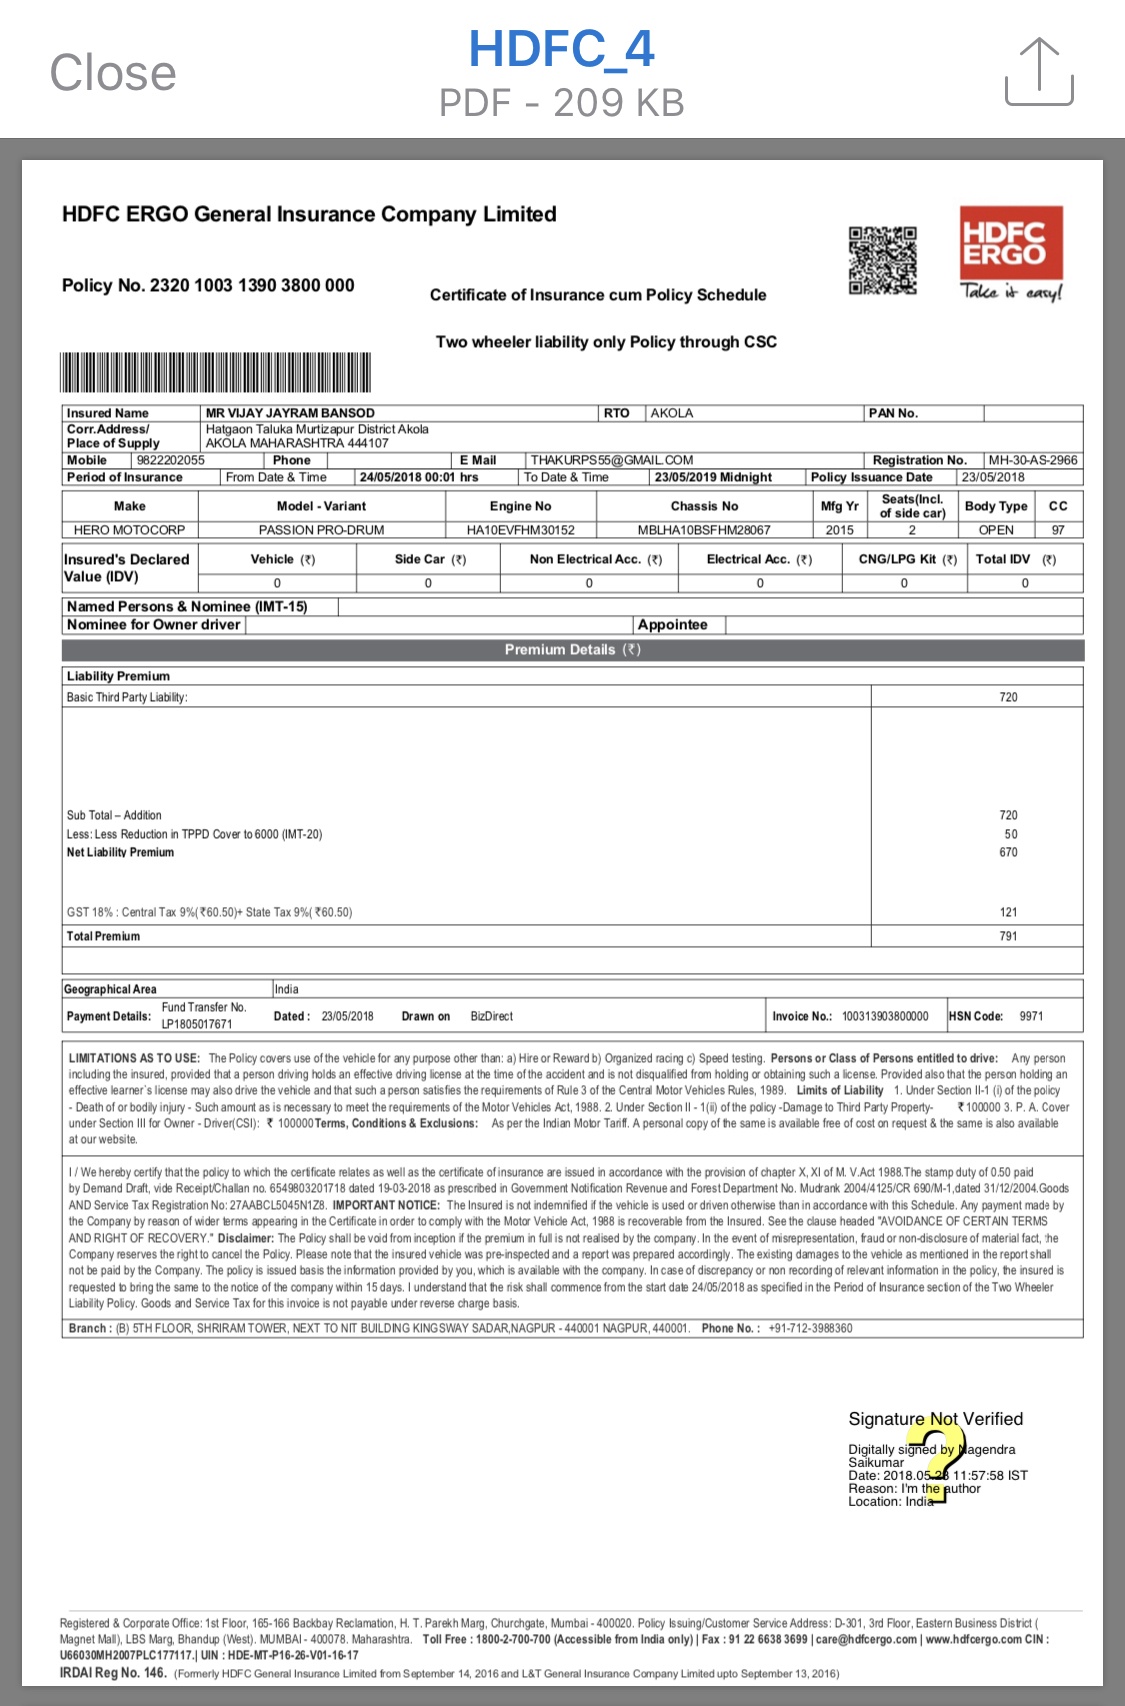 Close
HDFC_4
PDF - 209 KB
HDFC ERGO General Insurance Company Limited
HDFC
ERGO
Take it easy!
Policy No. 2320 1003 1390 3800 000
Certificate of Insurance cum Policy Schedule
Two wheeler liability only Policy through CSC
Insured Name MR VIJAY JAYRAM BANSOD RTO AKOLA PAN No.
Corr.Address/ Hatgaon Taluka Murtizapur District Akola
Place of Supply AKOLA MAHARASHTRA 444107
Mobile 9822202055 Phone E Mail THAKURPS55@GMAIL.COM Registration No. MH-30-AS-2966
Period of Insurance From Date & Time 24/05/2018 00:01 hrs To Date & Time 23/05/2019 Midnight Policy Issuance Date 23/05/2018
Make Model - Variant Engine No Chassis No Mfg Yr Seats(Incl. of side car) Body Type CC
HERO MOTOCORP PASSION PRO-DRUM HA10EVFHM30152 MBLHA10BSFHM28067 2015 2 OPEN 97
Insured's Declared Value (IDV) Vehicle (₹) Side Car (₹) Non Electrical Acc. (₹) Electrical Acc. (₹) CNG/LPG Kit (₹) Total IDV (₹)
0 0 0 0 0 0
Named Persons & Nominee (IMT-15)
Nominee for Owner driver Appointee
Premium Details (₹)
Liability Premium
Basic Third Party Liability: 720
Sub Total – Addition 720
Less: Less Reduction in TPPD Cover to 6000 (IMT-20) 50
Net Liability Premium 670
GST 18% : Central Tax 9%(₹60.50)+ State Tax 9%( ₹60.50) 121
Total Premium 791
Geographical Area India
Payment Details: Fund Transfer No. LP1805017671 Dated : 23/05/2018 Drawn on BizDirect Invoice No.: 100313903800000 HSN Code: 9971
LIMITATIONS AS TO USE: The Policy covers use of the vehicle for any purpose other than: a) Hire or Reward b) Organized racing c) Speed testing. Persons or Class of Persons entitled to drive: Any person
including the insured, provided that a person driving holds an effective driving license at the time of the accident and is not disqualified from holding or obtaining such a license. Provided also that the person holding an
effective learner`s license may also drive the vehicle and that such a person satisfies the requirements of Rule 3 of the Central Motor Vehicles Rules, 1989. Limits of Liability 1. Under Section II-1 (i) of the policy
- Death of or bodily injury - Such amount as is necessary to meet the requirements of the Motor Vehicles Act, 1988. 2. Under Section II - 1(ii) of the policy -Damage to Third Party Property- ₹ 100000 3. P. A. Cover
under Section III for Owner - Driver(CSI): ₹ 100000 Terms, Conditions & Exclusions: As per the Indian Motor Tariff. A personal copy of the same is available free of cost on request & the same is also available
at our website.
I / We hereby certify that the policy to which the certificate relates as well as the certificate of insurance are issued in accordance with the provision of chapter X, XI of M. V.Act 1988.The stamp duty of 0.50 paid
by Demand Draft, vide Receipt/Challan no. 6549803201718 dated 19-03-2018 as prescribed in Government Notification Revenue and Forest Department No. Mudrank 2004/4125/CR 690/M-1,dated 31/12/2004.Goods
AND Service Tax Registration No: 27AABCL5045N1Z8. IMPORTANT NOTICE: The Insured is not indemnified if the vehicle is used or driven otherwise than in accordance with this Schedule. Any payment made by
the Company by reason of wider terms appearing in the Certificate in order to comply with the Motor Vehicle Act, 1988 is recoverable from the Insured. See the clause headed "AVOIDANCE OF CERTAIN TERMS
AND RIGHT OF RECOVERY." Disclaimer: The Policy shall be void from inception if the premium in full is not realised by the company. In the event of misrepresentation, fraud or non-disclosure of material fact, the
Company reserves the right to cancel the Policy. Please note that the insured vehicle was pre-inspected and a report was prepared accordingly. The existing damages to the vehicle as mentioned in the report shall
not be paid by the Company. The policy is issued basis the information provided by you, which is available with the company. In case of discrepancy or non recording of relevant information in the policy, the insured is
requested to bring the same to the notice of the company within 15 days. I understand that the risk shall commence from the start date 24/05/2018 as specified in the Period of Insurance section of the Two Wheeler
Liability Policy. Goods and Service Tax for this invoice is not payable under reverse charge basis.
Branch : (B) 5TH FLOOR, SHRIRAM TOWER, NEXT TO NIT BUILDING KINGSWAY SADAR,NAGPUR - 440001 NAGPUR, 440001. Phone No. : +91-712-3988360
Signature Not Verified
Digitally signed by Nagendra
Saikumar
Date: 2018.05.23 11:57:58 IST
Reason: I'm the author
Location: India
Registered & Corporate Office: 1st Floor, 165-166 Backbay Reclamation, H. T. Parekh Marg, Churchgate, Mumbai - 400020. Policy Issuing/Customer Service Address: D-301, 3rd Floor, Eastern Business District (
Magnet Mall), LBS Marg, Bhandup (West). MUMBAI - 400078. Maharashtra. Toll Free : 1800-2-700-700 (Accessible from India only) | Fax : 91 22 6638 3699 | care@hdfcergo.com | www.hdfcergo.com CIN :
U66030MH2007PLC177117.| UIN : HDE-MT-P16-26-V01-16-17
IRDAI Reg No. 146. (Formerly HDFC General Insurance Limited from September 14, 2016 and L&T General Insurance Company Limited upto September 13, 2016)